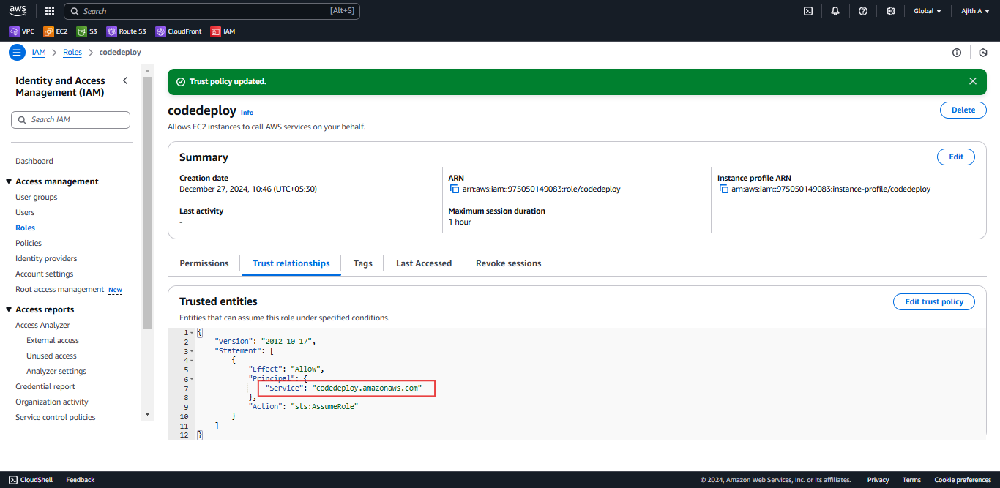 aws
Search [Alt+S] Global Ajith A
VPC EC2 S3 Route 53 CloudFront IAM
IAM Roles codedeploy
Identity and Access
Management (IAM)
Search IAM
Dashboard
Access management
User groups
Users
Roles
Policies
Identity providers
Account settings
Root access management New
Access reports
Access Analyzer
External access
Unused access
Analyzer settings
Credential report
Organization activity
Service control policies
Trust policy updated.
codedeploy Info
Delete
Allows EC2 instances to call AWS services on your behalf.
Summary
Edit
Creation date
December 27, 2024, 10:46 (UTC+05:30)
Last activity
-
ARN
arn:aws:iam::975050149083:role/codedeploy
Maximum session duration
1 hour
Instance profile ARN
arn:aws:iam::975050149083:instance-profile/codedeploy
Permissions Trust relationships Tags Last Accessed Revoke sessions
Trusted entities
Edit trust policy
Entities that can assume this role under specified conditions.
1 {
2 "Version": "2012-10-17",
3 "Statement": [
4 {
5 "Effect": "Allow",
6 "Principal": {
7 "Service": "codedeploy.amazonaws.com"
8 },
9 "Action": "sts:AssumeRole"
10 }
11 ]
12 }
CloudShell Feedback © 2024, Amazon Web Services, Inc. or its affiliates. Privacy Terms Cookie preferences